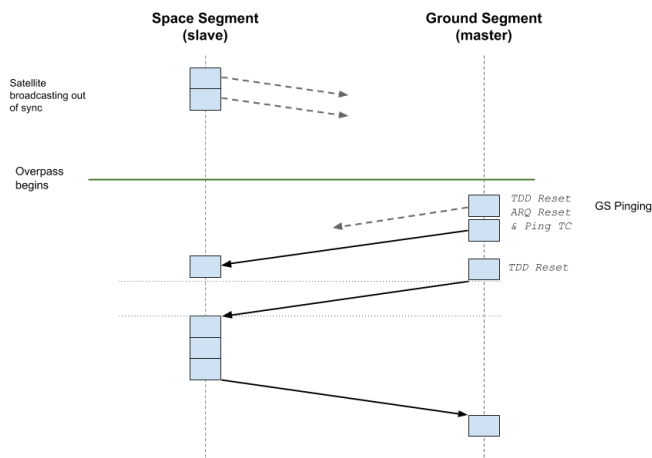 Space Segment
(slave)
Ground Segment
(master)
Satellite
broadcasting out
of sync
Overpass
begins
TDD Reset
ARQ Reset
& Ping TC
GS Pinging
TDD Reset